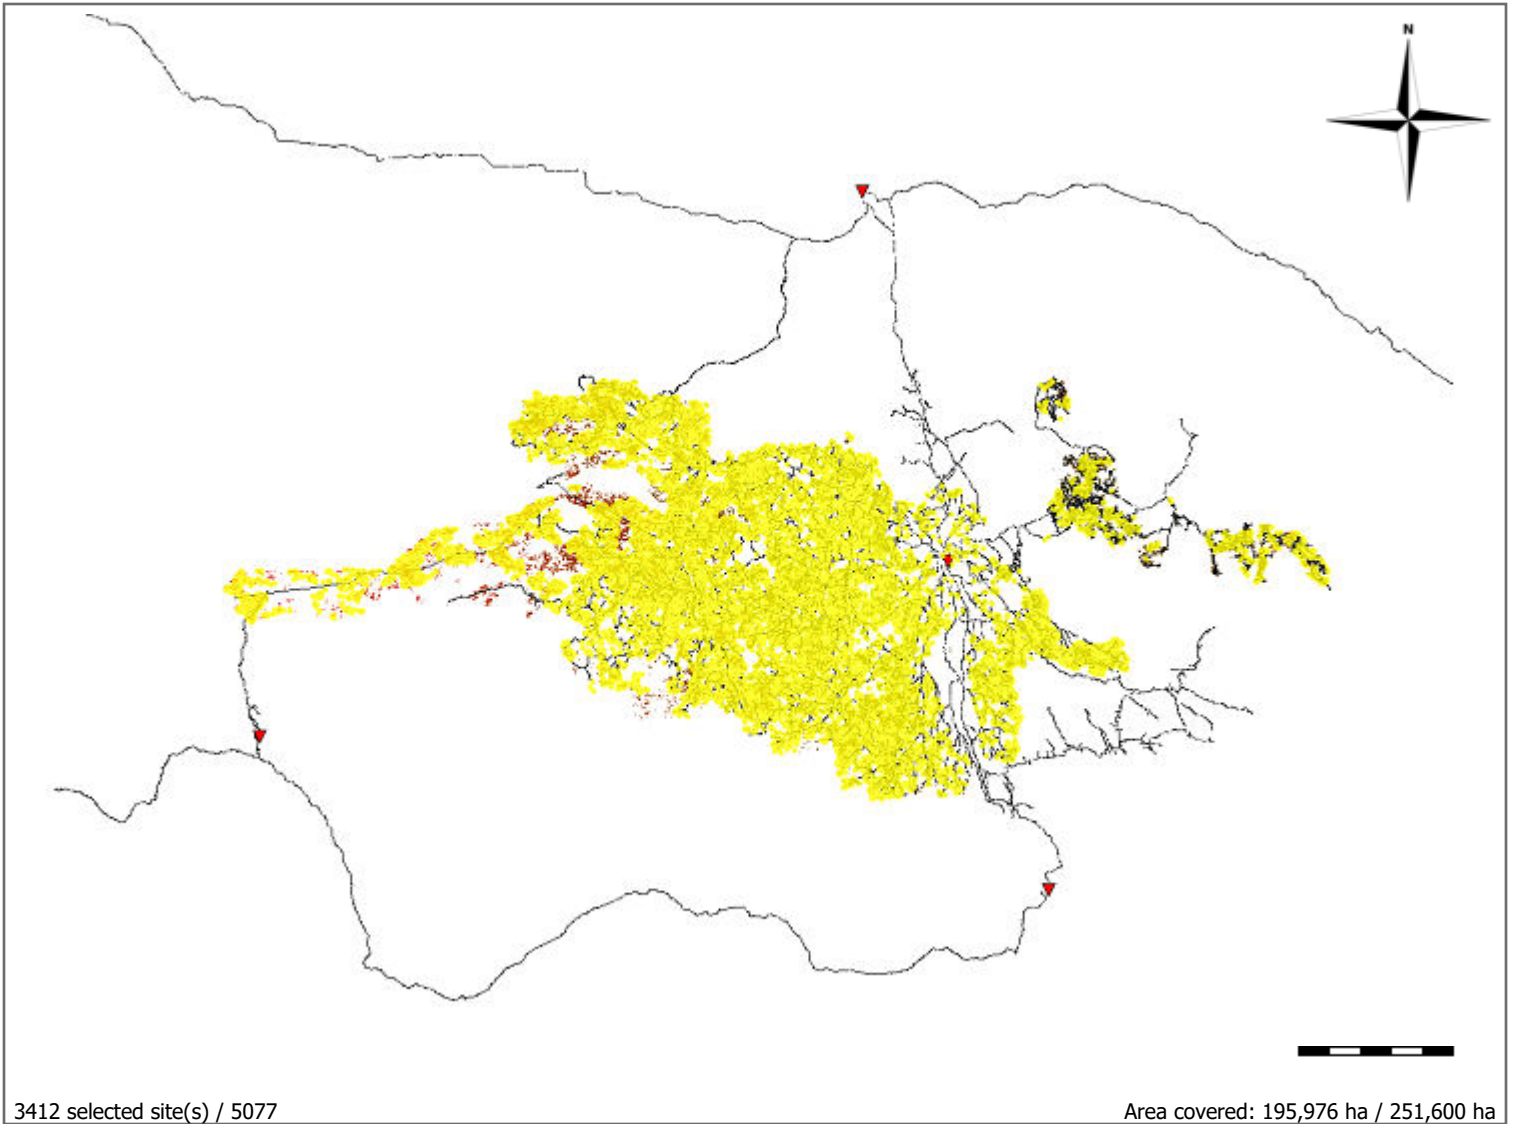 N
3412 selected site(s) / 5077
Area covered: 195,976 ha / 251,600 ha